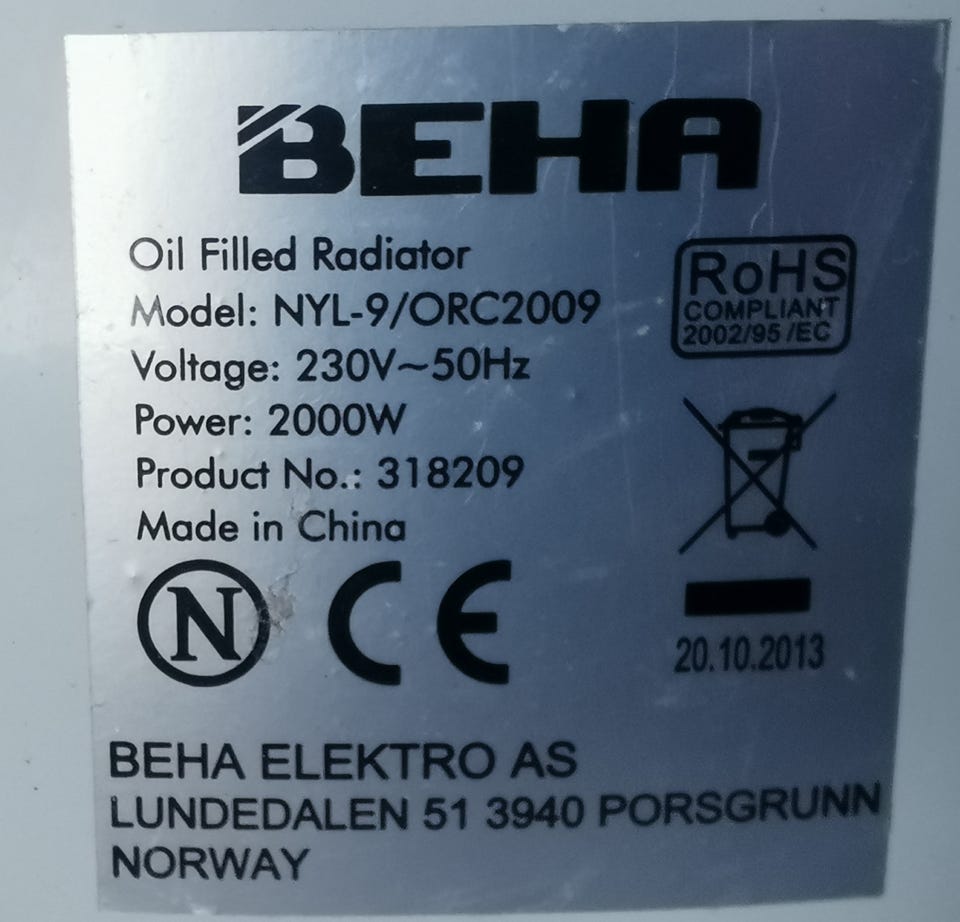 BEHA
Oil Filled Radiator
Model: NYL-9/ORC2009
Voltage: 230V~50Hz
Power: 2000W
Product No.: 318209
Made in China
RoHS
COMPLIANT
2002/95/EC
N CE
20.10.2013
BEHA ELEKTRO AS
LUNDEDALEN 51 3940 PORSGRUNN
NORWAY